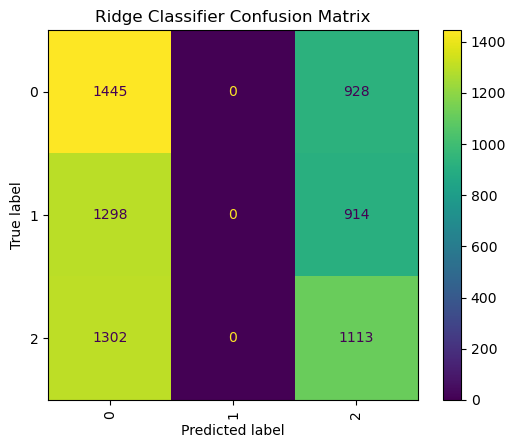 Ridge Classifier Confusion Matrix
1400
0 1445 0 928
1200
1000
True label
1 1298 0 914
800
600
400
2 1302 0 1113
200
0
0 1 2
Predicted label